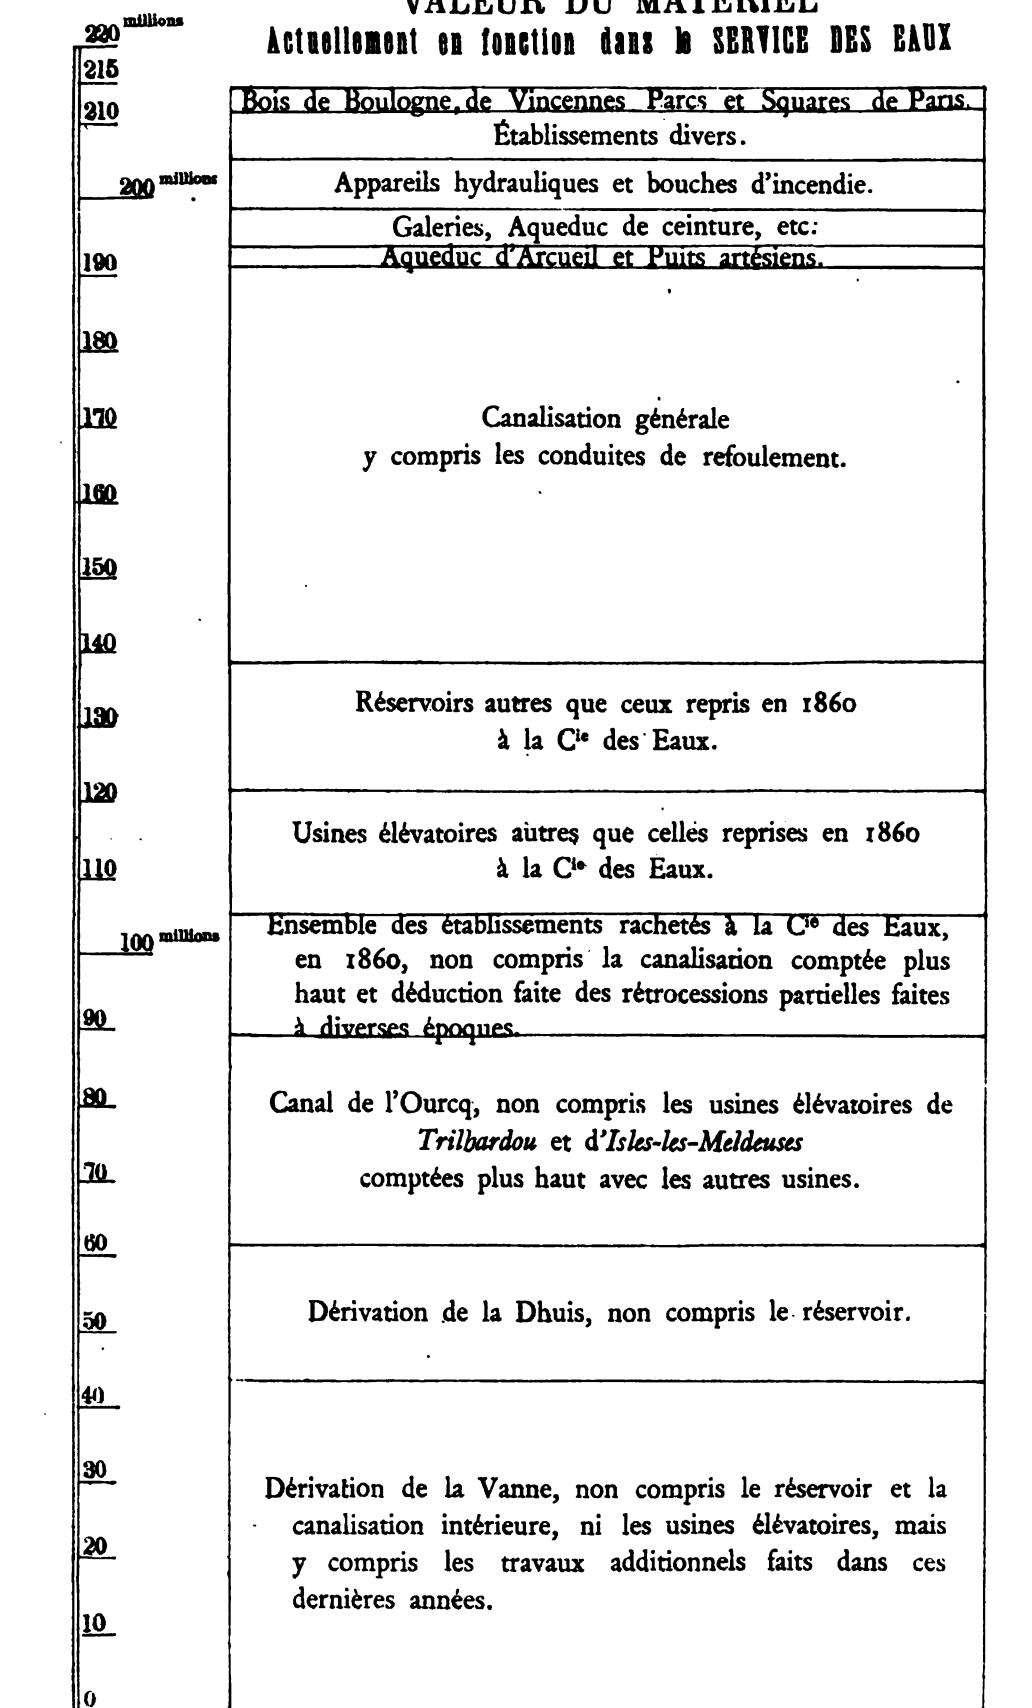 VALEUR DU MATÉRIEL
Actuellement en fonction dans le SERVICE DES EAUX
220 millions
215
210
200 millions
190
180
170
160
150
140
130
120
110
100 millions
90
80
70
60
50
40
30
20
10
0
Bois de Boulogne, de Vincennes Parcs et Squares de Paris.
Établissements divers.
Appareils hydrauliques et bouches d'incendie.
Galeries, Aqueduc de ceinture, etc.
Aqueduc d'Arcueil et Puits artésiens.
Canalisation générale
y compris les conduites de refoulement.
Réservoirs autres que ceux repris en 1860
à la Cie des Eaux.
Usines élévatoires autres que celles reprises en 1860
à la Cie des Eaux.
Ensemble des établissements rachetés à la Cie des Eaux,
en 1860, non compris la canalisation comptée plus
haut et déduction faite des rétrocessions partielles faites
à diverses époques.
Canal de l'Ourcq, non compris les usines élévatoires de
Trilbardou et d'Isles-les-Meldeuses
comptées plus haut avec les autres usines.
Dérivation de la Dhuis, non compris le réservoir.
Dérivation de la Vanne, non compris le réservoir et la
canalisation intérieure, ni les usines élévatoires, mais
y compris les travaux additionnels faits dans ces
dernières années.